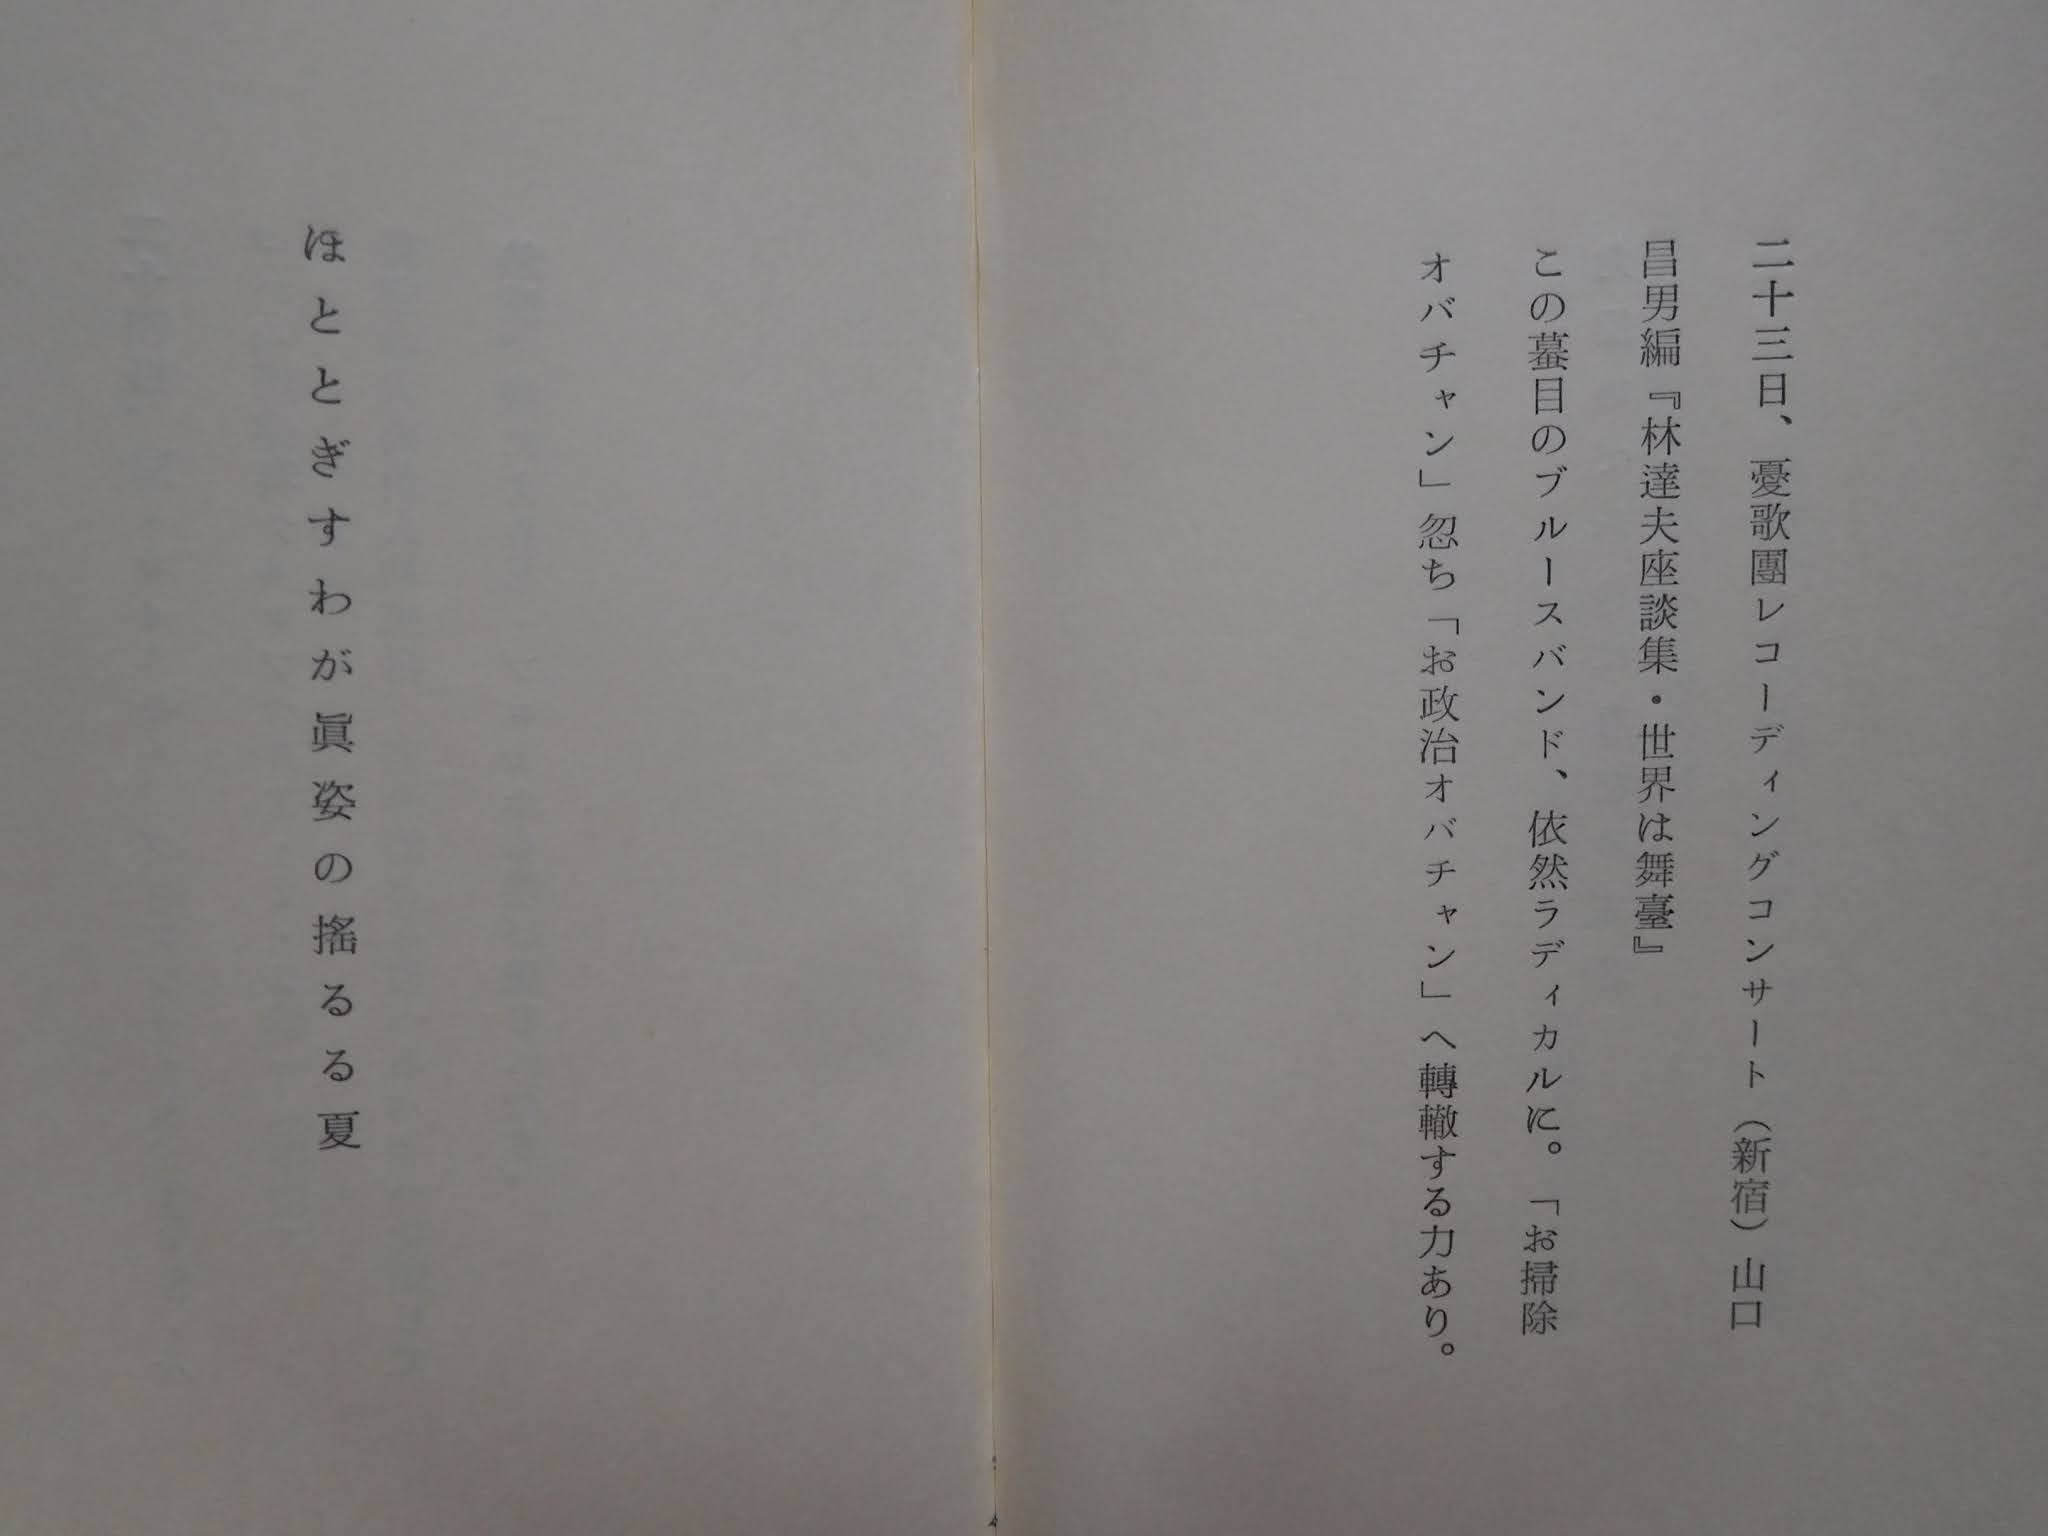 二十三日、憂歌團レコーディングコンサート（新宿）山口
昌男編『林達夫座談集・世界は舞臺』
この蟇目のブルースバンド、依然ラディカルに。「お掃除
オバチャン」忽ち「お政治オバチャン」へ轉轍する力あり。
ほととぎすわが眞姿の搖るる夏